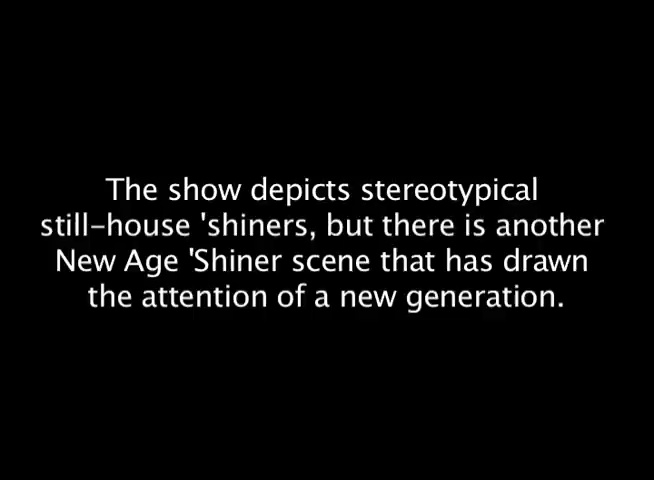 The show depicts stereotypical
still-house 'shiners, but there is another
New Age 'Shiner scene that has drawn
the attention of a new generation.